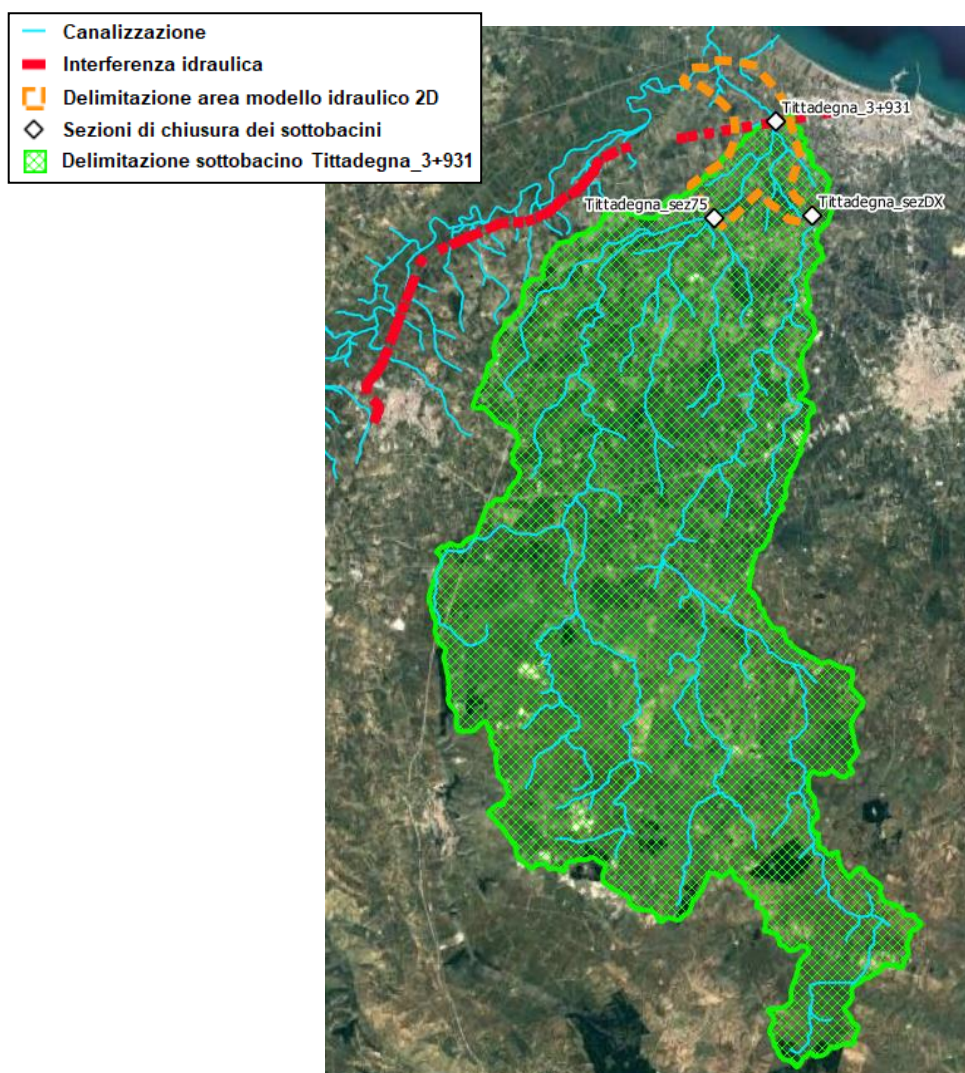 Canalizzazione
Interferenza idraulica
Delimitazione area modello idraulico 2D
Sezioni di chiusura dei sottobacini
Delimitazione sottobacino Tittadegna_3+931
Tittadegna_3+931
Tittadegna_sez75
Tittadegna_sezDX